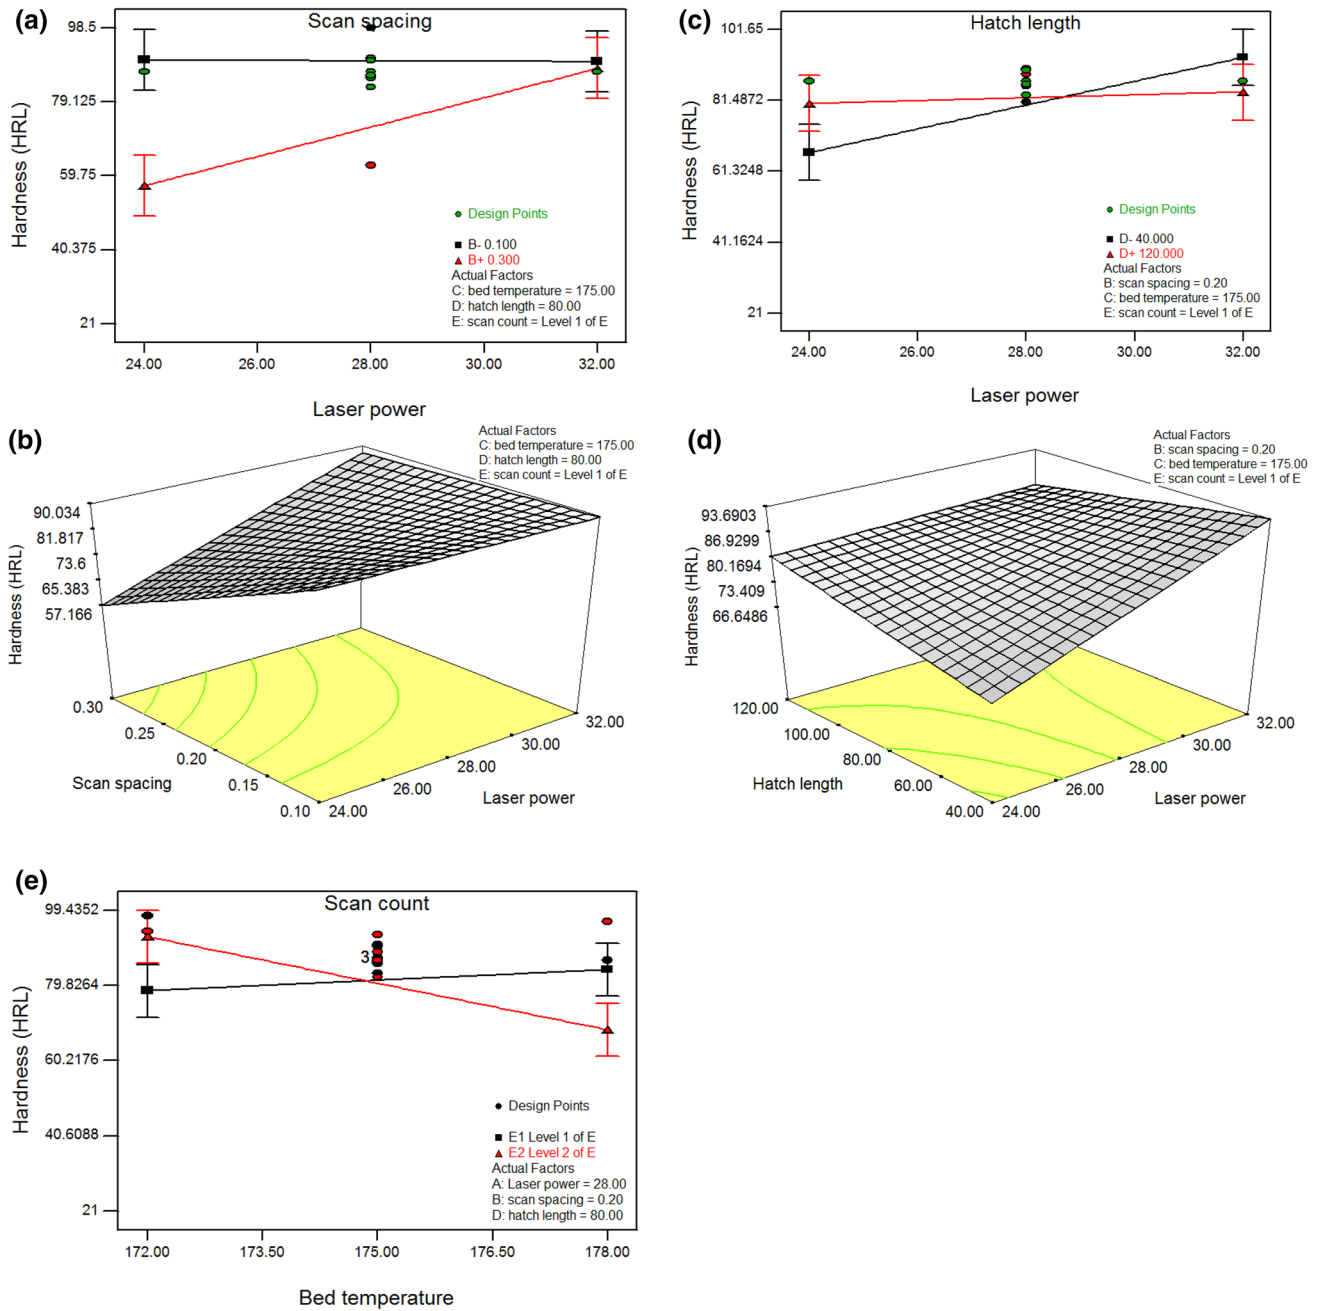 (a)
Scan spacing
98.5
79.125
59.75
40.375
21
Hardness (HRL)
Design Points
B- 0.100
B+ 0.300
Actual Factors
C: bed temperature = 175.00
D: hatch length = 80.00
E: scan count = Level 1 of E
24.00 26.00 28.00 30.00 32.00
Laser power
(c)
Hatch length
101.65
81.4872
61.3248
41.1624
21
Hardness (HRL)
Design Points
D- 40.000
D+ 120.000
Actual Factors
B: scan spacing = 0.20
C: bed temperature = 175.00
E: scan count = Level 1 of E
24.00 26.00 28.00 30.00 32.00
Laser power
(b)
Actual Factors
C: bed temperature = 175.00
D: hatch length = 80.00
E: scan count = Level 1 of E
90.034
81.817
73.6
65.383
57.166
Hardness (HRL)
0.30
0.25
0.20
0.15
0.10
Scan spacing
24.00
26.00
28.00
30.00
32.00
Laser power
(d)
Actual Factors
B: scan spacing = 0.20
C: bed temperature = 175.00
E: scan count = Level 1 of E
93.6903
86.9299
80.1694
73.409
66.6486
Hardness (HRL)
120.00
100.00
80.00
60.00
40.00
Hatch length
24.00
26.00
28.00
30.00
32.00
Laser power
(e)
Scan count
99.4352
79.8264
60.2176
40.6088
21
Hardness (HRL)
3
Design Points
E1 Level 1 of E
E2 Level 2 of E
Actual Factors
A: Laser power = 28.00
B: scan spacing = 0.20
D: hatch length = 80.00
172.00 173.50 175.00 176.50 178.00
Bed temperature